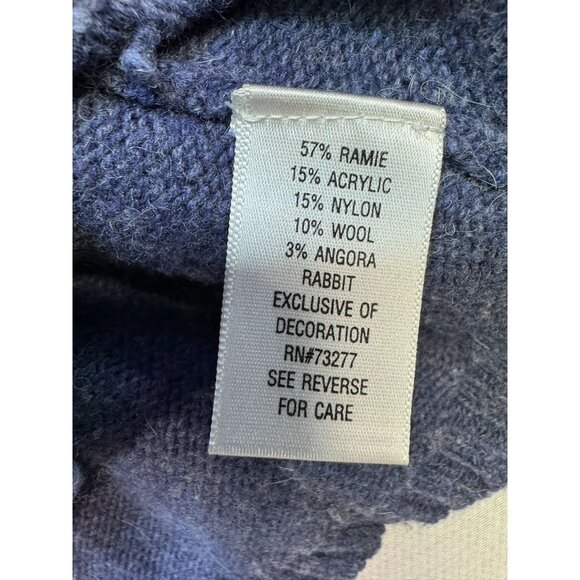 57% RAMIE
15% ACRYLIC
15% NYLON
10% WOOL
3% ANGORA
RABBIT
EXCLUSIVE OF
DECORATION
RN#73277
SEE REVERSE
FOR CARE